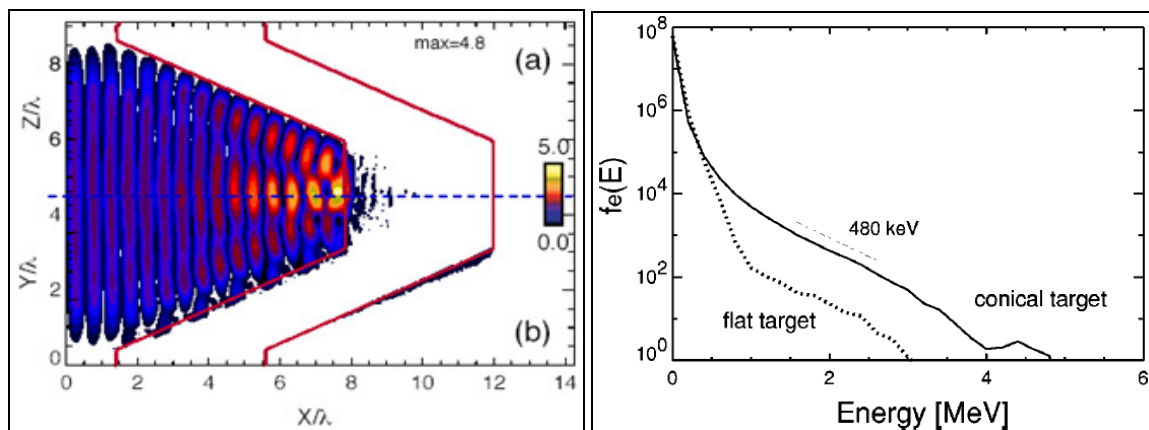 max=4.8
(a)
8
6
Z/λ
5.0
4
0.0
Y/λ
2
(b)
0
0 2 4 6 8 10 12 14
X/λ
10^8
10^6
fe(E)
10^4
480 keV
10^2
conical target
flat target
10^0
0 2 4 6
Energy [MeV]